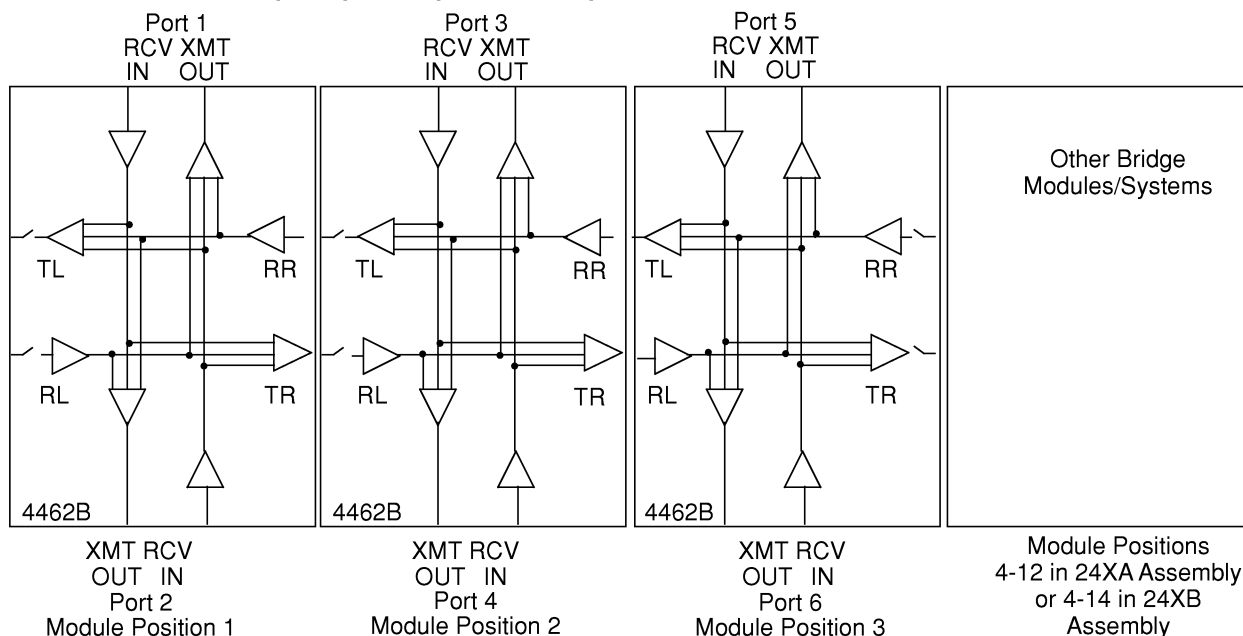 Port 1
RCV XMT
IN OUT
Port 3
RCV XMT
IN OUT
Port 5
RCV XMT
IN OUT
TL
RR
RL
TR
4462B
TL
RR
RL
TR
4462B
TL
RR
RL
TR
4462B
Other Bridge
Modules/Systems
XMT RCV
OUT IN
Port 2
Module Position 1
XMT RCV
OUT IN
Port 4
Module Position 2
XMT RCV
OUT IN
Port 6
Module Position 3
Module Positions
4-12 in 24XA Assembly
or 4-14 in 24XB
Assembly